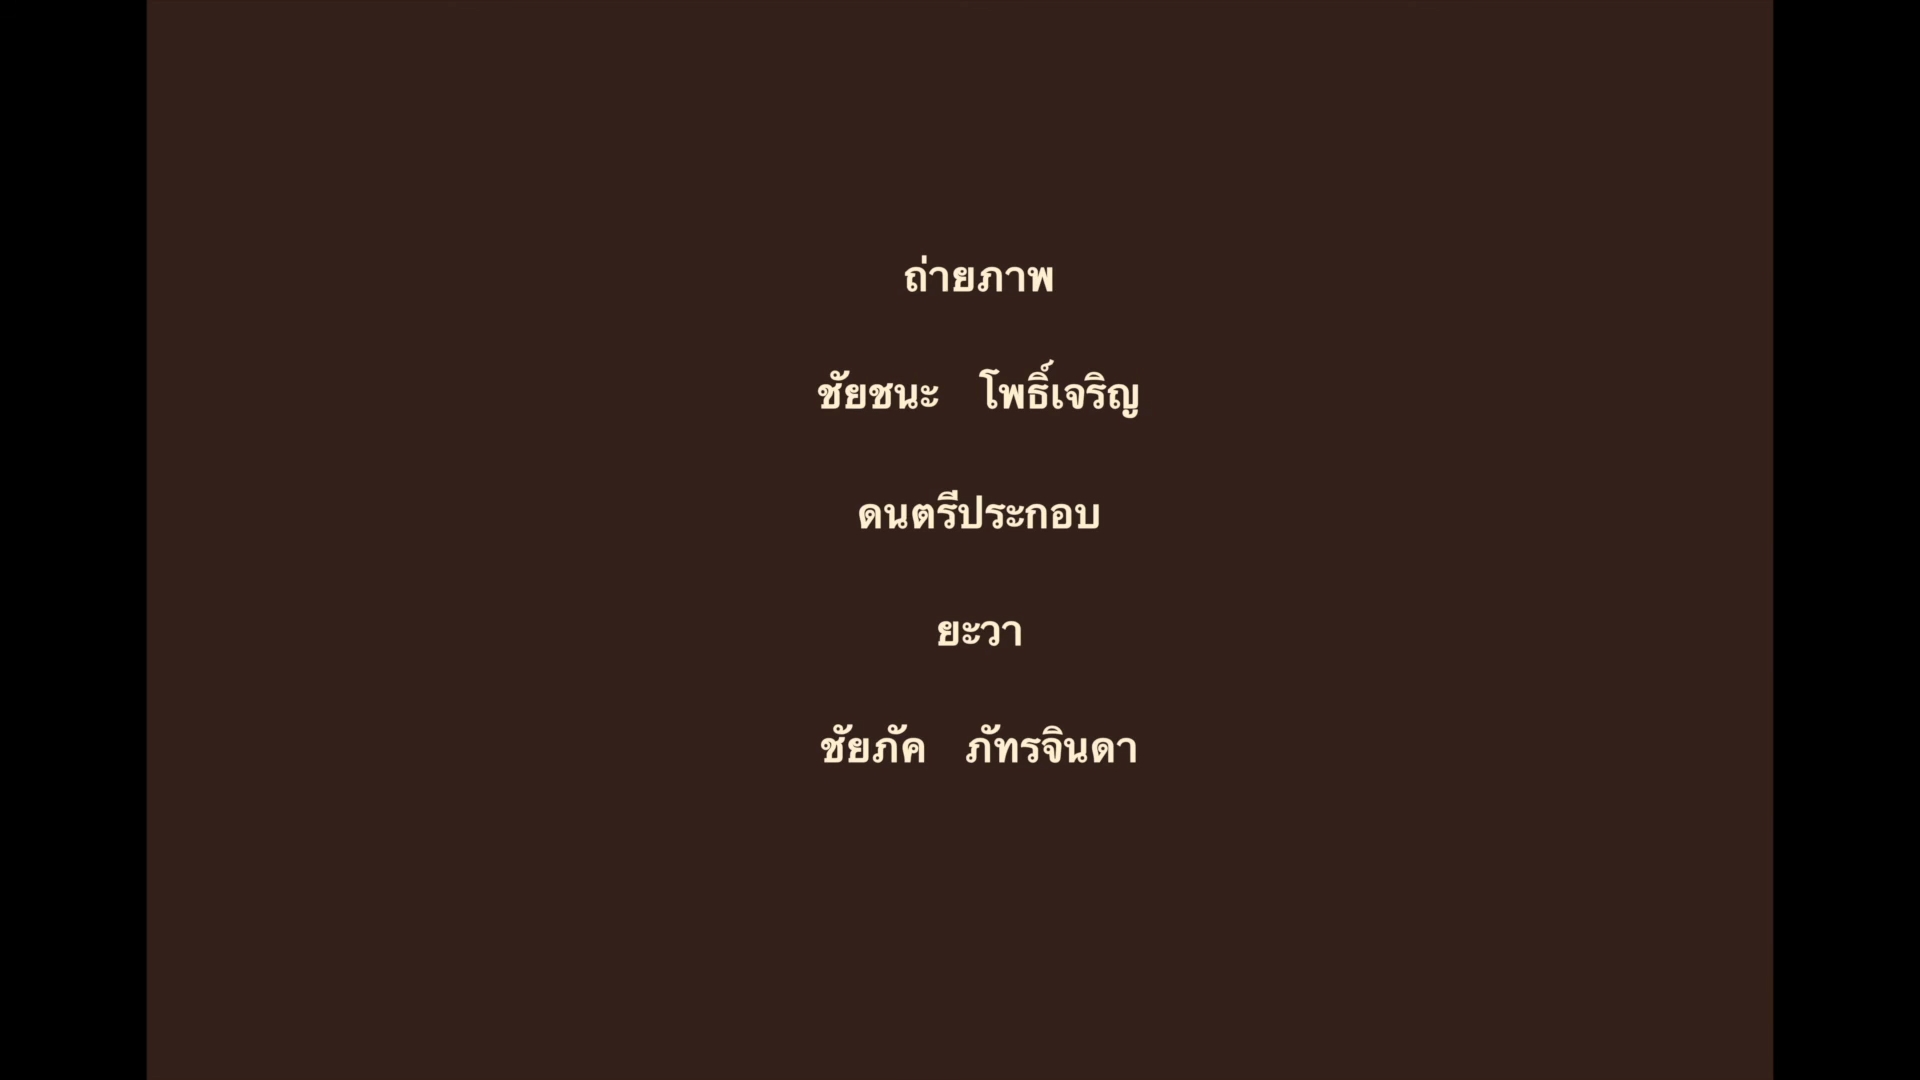 ถ่ายภาพ
ชัยชนะ โพธิ์เจริญ
ดนตรีประกอบ
ยะวา
ชัยภัค ภัทรจินดา